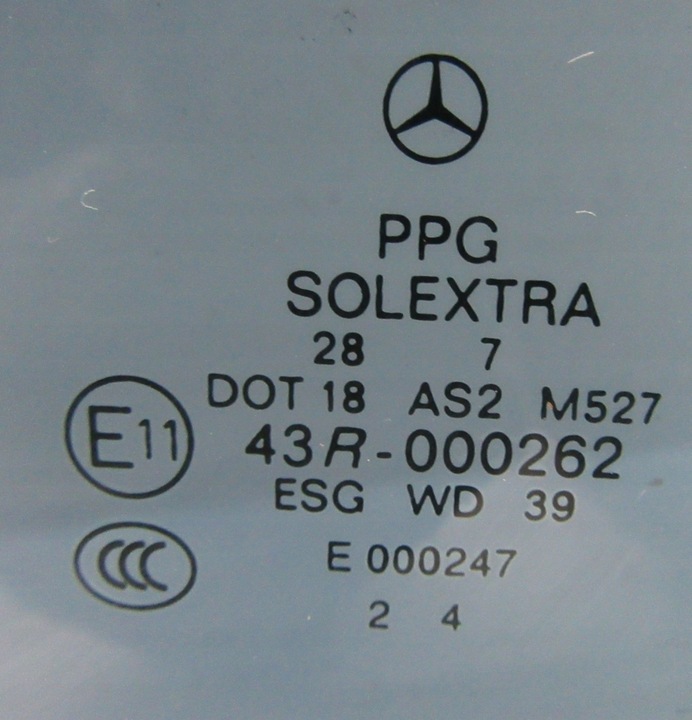 PPG
SOLEXTRA
28 7
DOT 18 AS2 M527
E11 43R-000262
ESG WD 39
CCC E 000247
2 4